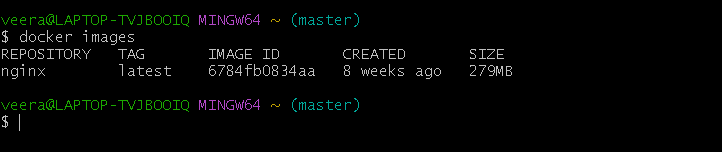 veera@LAPTOP-TVJBOOIQ MINGW64 ~ (master)
$ docker images
REPOSITORY   TAG       IMAGE ID       CREATED       SIZE
nginx        latest    6784fb0834aa   8 weeks ago   279MB
veera@LAPTOP-TVJBOOIQ MINGW64 ~ (master)
$